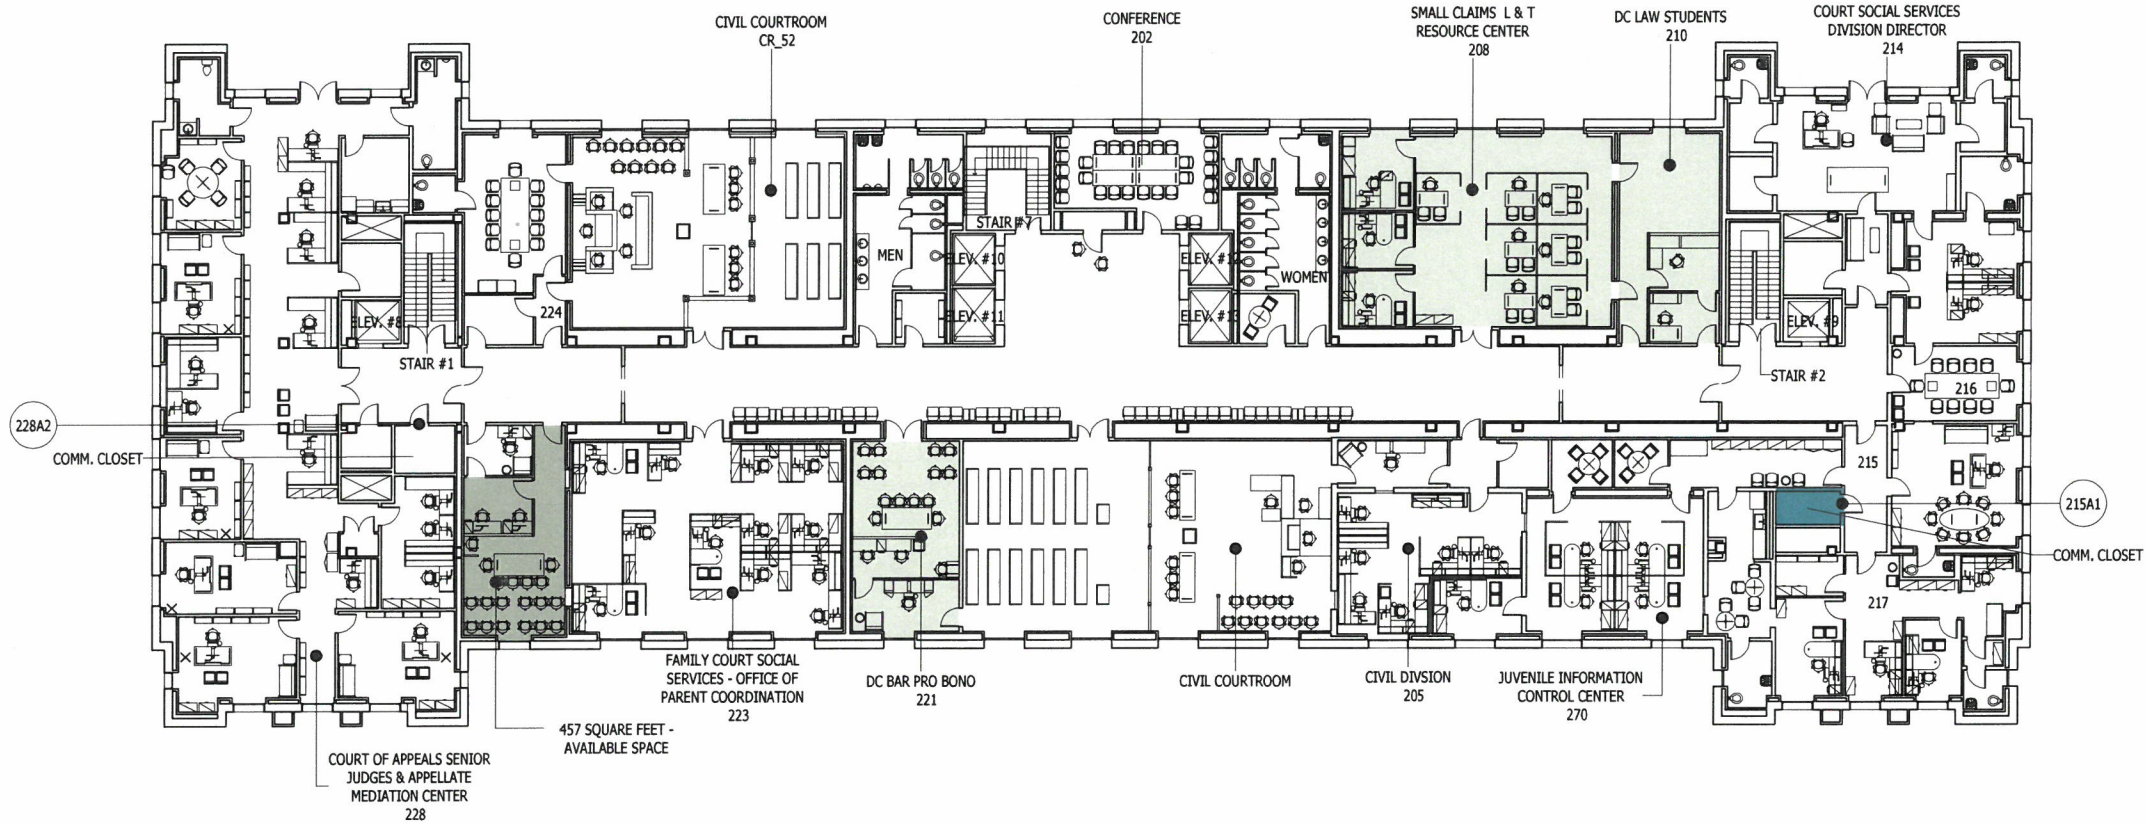 CIVIL COURTROOM
CR_52
CONFERENCE
202
SMALL CLAIMS L & T
RESOURCE CENTER
208
DC LAW STUDENTS
210
COURT SOCIAL SERVICES
DIVISION DIRECTOR
214
STAIR #7
MEN
ELEV. #10
ELEV. #12
WOMEN
224
ELEV. #8
ELEV. #11
ELEV. #13
ELEV. #9
STAIR #1
STAIR #2
216
228A2
COMM. CLOSET
215
215A1
COMM. CLOSET
217
FAMILY COURT SOCIAL
SERVICES - OFFICE OF
PARENT COORDINATION
223
DC BAR PRO BONO
221
CIVIL COURTROOM
CIVIL DIVSION
205
JUVENILE INFORMATION
CONTROL CENTER
270
457 SQUARE FEET -
AVAILABLE SPACE
COURT OF APPEALS SENIOR
JUDGES & APPELLATE
MEDIATION CENTER
228